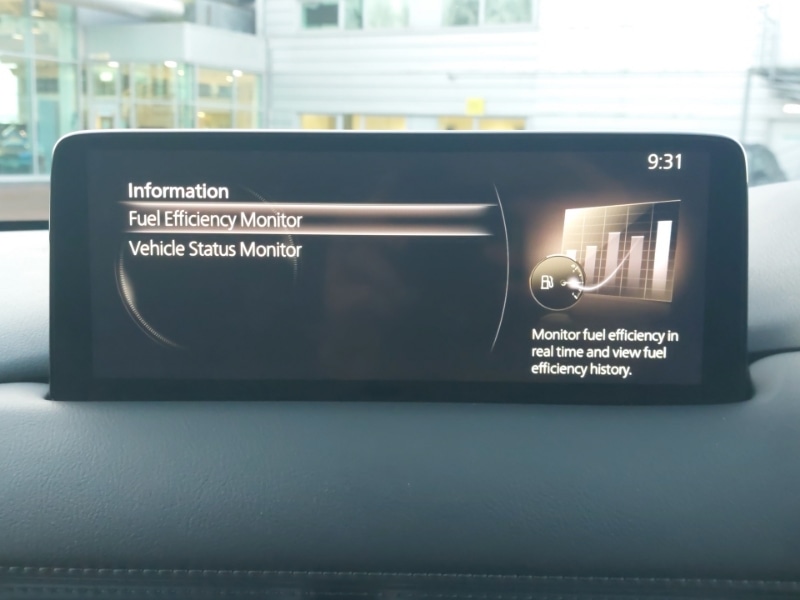 9:31
Information
Fuel Efficiency Monitor
Vehicle Status Monitor
Monitor fuel efficiency in
real time and view fuel
efficiency history.